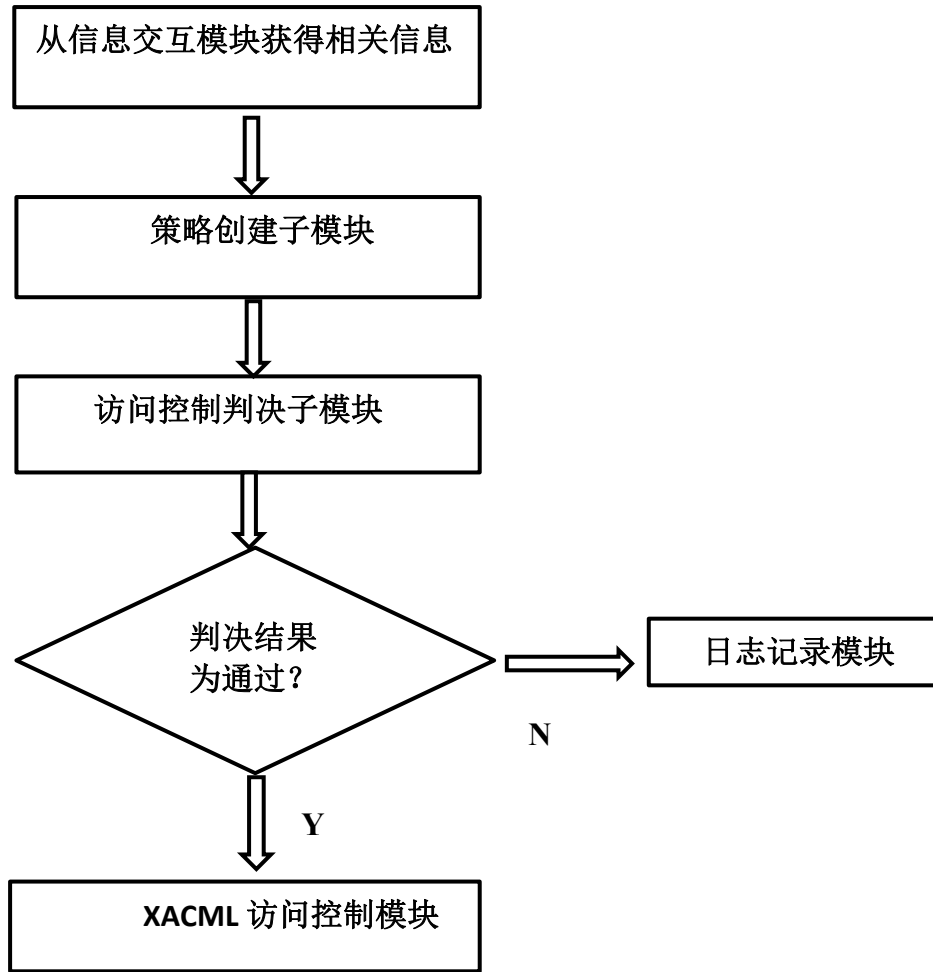 从信息交互模块获得相关信息
策略创建子模块
访问控制判决子模块
判决结果
为通过？
日志记录模块
N
Y
XACML 访问控制模块